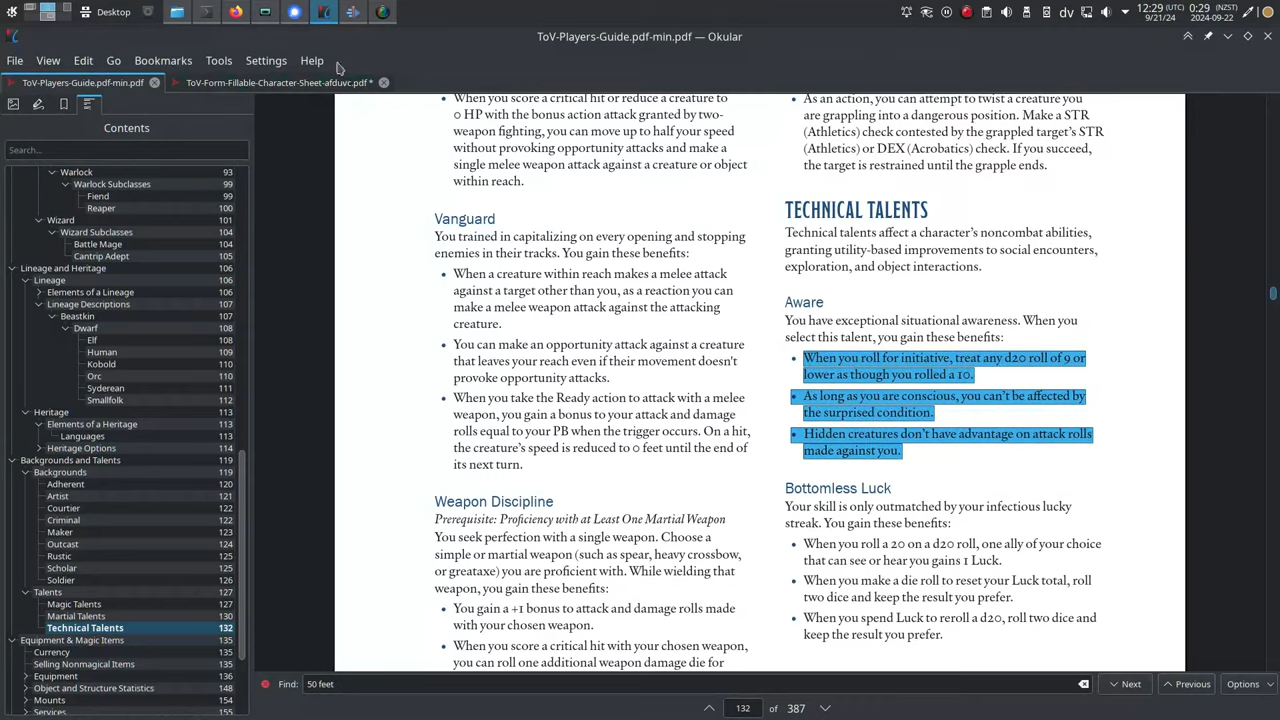 Desktop
dv
12:29 (NZST) 0:29
9/21/24 2024-09-22
ToV-Players-Guide.pdf-min.pdf — Okular
File View Edit Go Bookmarks Tools Settings Help
ToV-Players-Guide.pdf-min.pdf
ToV-Form-Fillable-Character-Sheet-afduvc.pdf *
Contents
Search...
Warlock 93
Warlock Subclasses 99
Fiend 99
Reaper 100
Wizard 101
Wizard Subclasses 104
Battle Mage 104
Cantrip Adept 105
Lineage and Heritage 106
Lineage 106
Elements of a Lineage 106
Lineage Descriptions 107
Beastkin 107
Dwarf 108
Elf 108
Human 109
Kobold 110
Orc 110
Syderean 111
Smallfolk 112
Heritage 113
Elements of a Heritage 113
Languages 113
Heritage Options 114
Backgrounds and Talents 119
Backgrounds 119
Adherent 120
Artist 121
Courtier 122
Criminal 122
Maker 123
Outcast 124
Rustic 125
Scholar 126
Soldier 126
Talents 127
Magic Talents 127
Martial Talents 130
Technical Talents 132
Equipment & Magic Items 135
Currency 135
Selling Nonmagical Items 135
Equipment 136
Object and Structure Statistics 148
Mounts 154
Services 155
• When you score a critical hit or reduce a creature to
0 HP with the bonus action attack granted by two-
weapon fighting, you can move up to half your speed
without provoking opportunity attacks and make a
single melee weapon attack against a creature or object
within reach.
Vanguard
You trained in capitalizing on every opening and stopping
enemies in their tracks. You gain these benefits:
• When a creature within reach makes a melee attack
against a target other than you, as a reaction you can
make a melee weapon attack against the attacking
creature.
• You can make an opportunity attack against a creature
that leaves your reach even if their movement doesn't
provoke opportunity attacks.
• When you take the Ready action to attack with a melee
weapon, you gain a bonus to your attack and damage
rolls equal to your PB when the trigger occurs. On a hit,
the creature's speed is reduced to 0 feet until the end of
its next turn.
Weapon Discipline
Prerequisite: Proficiency with at Least One Martial Weapon
You seek perfection with a single weapon. Choose a
simple or martial weapon (such as spear, heavy crossbow,
or greataxe) you are proficient with. While wielding that
weapon, you gain these benefits:
• You gain a +1 bonus to attack and damage rolls made
with your chosen weapon.
• When you score a critical hit with your chosen weapon,
you can roll one additional weapon damage die for
• As an action, you can attempt to twist a creature you
are grappling into a dangerous position. Make a STR
(Athletics) check contested by the grappled target's STR
(Athletics) or DEX (Acrobatics) check. If you succeed,
the target is restrained until the grapple ends.
TECHNICAL TALENTS
Technical talents affect a character's noncombat abilities,
granting utility-based improvements to social encounters,
exploration, and object interactions.
Aware
You have exceptional situational awareness. When you
select this talent, you gain these benefits:
• When you roll for initiative, treat any d20 roll of 9 or
lower as though you rolled a 10.
• As long as you are conscious, you can't be affected by
the surprised condition.
• Hidden creatures don't have advantage on attack rolls
made against you.
Bottomless Luck
Your skill is only outmatched by your infectious lucky
streak. You gain these benefits:
• When you roll a 20 on a d20 roll, one ally of your choice
that can see or hear you gains 1 Luck.
• When you make a die roll to reset your Luck total, roll
two dice and keep the result you prefer.
• When you spend Luck to reroll a d20, roll two dice and
keep the result you prefer.
Find: 50 feet Next Previous Options
132 of 387